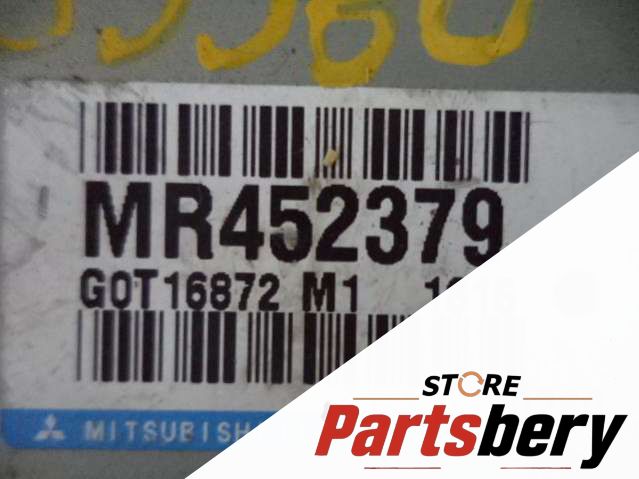 MR452379
G0T16872 M1
MITSUBISHI
STORE
Partsbery